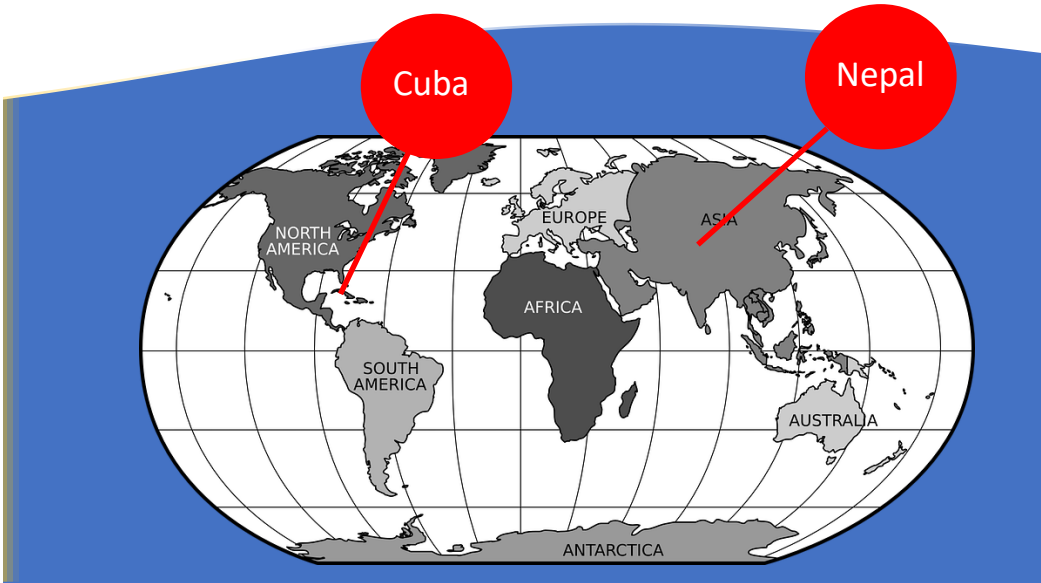 Cuba
Nepal
NORTH
AMERICA
EUROPE
ASIA
AFRICA
SOUTH
AMERICA
AUSTRALIA
ANTARCTICA